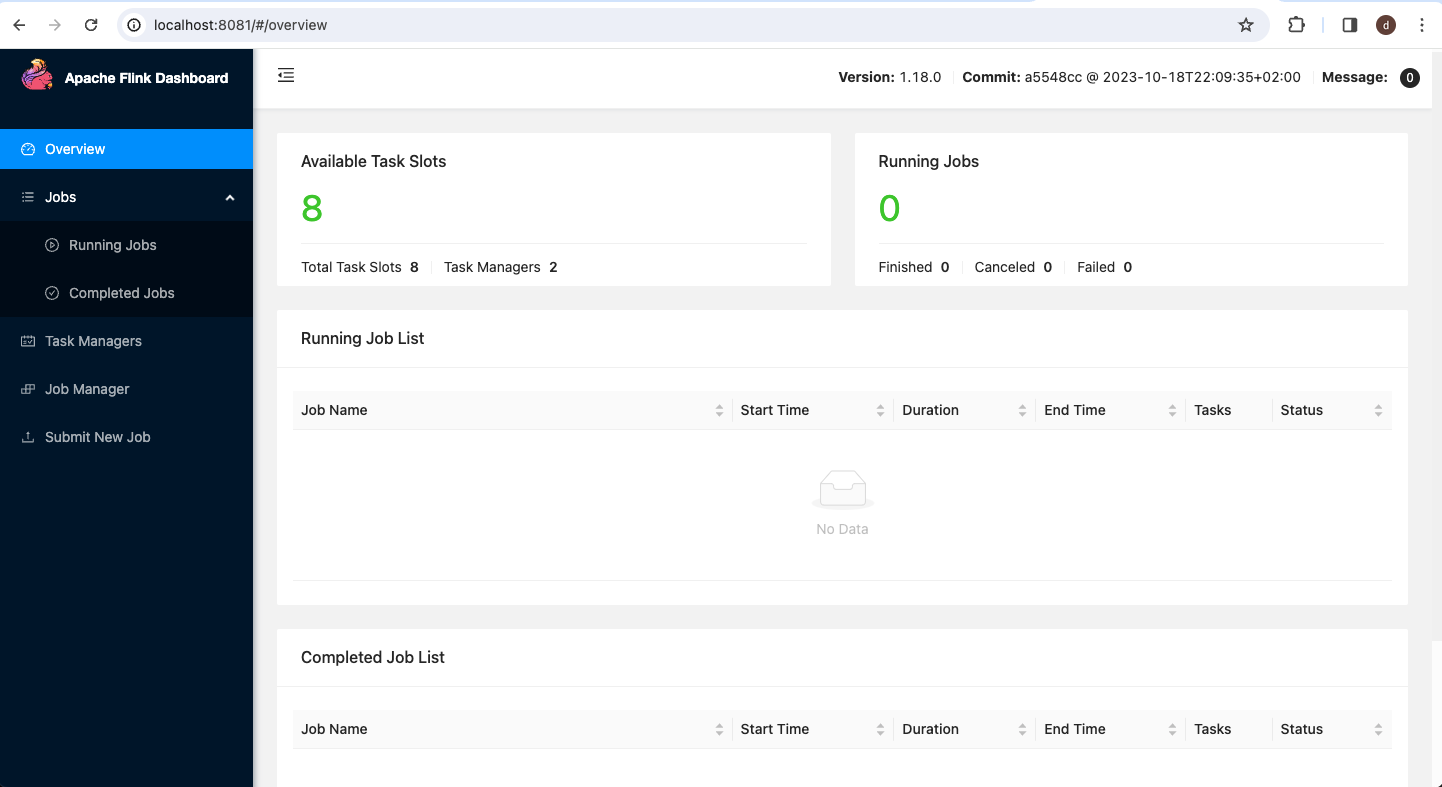 localhost:8081/#/overview
d
Apache Flink Dashboard
Version: 1.18.0 Commit: a5548cc @ 2023-10-18T22:09:35+02:00 Message: 0
Overview
Jobs
Running Jobs
Completed Jobs
Task Managers
Job Manager
Submit New Job
Available Task Slots
8
Total Task Slots 8 Task Managers 2
Running Jobs
0
Finished 0 Canceled 0 Failed 0
Running Job List
Job Name Start Time Duration End Time Tasks Status
No Data
Completed Job List
Job Name Start Time Duration End Time Tasks Status